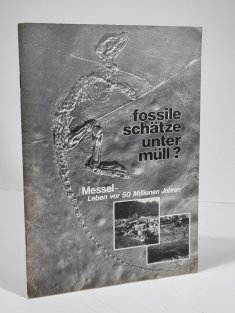 fossile
schätze
unter
müll?
Messel-
Leben vor 50 Millionen Jahren